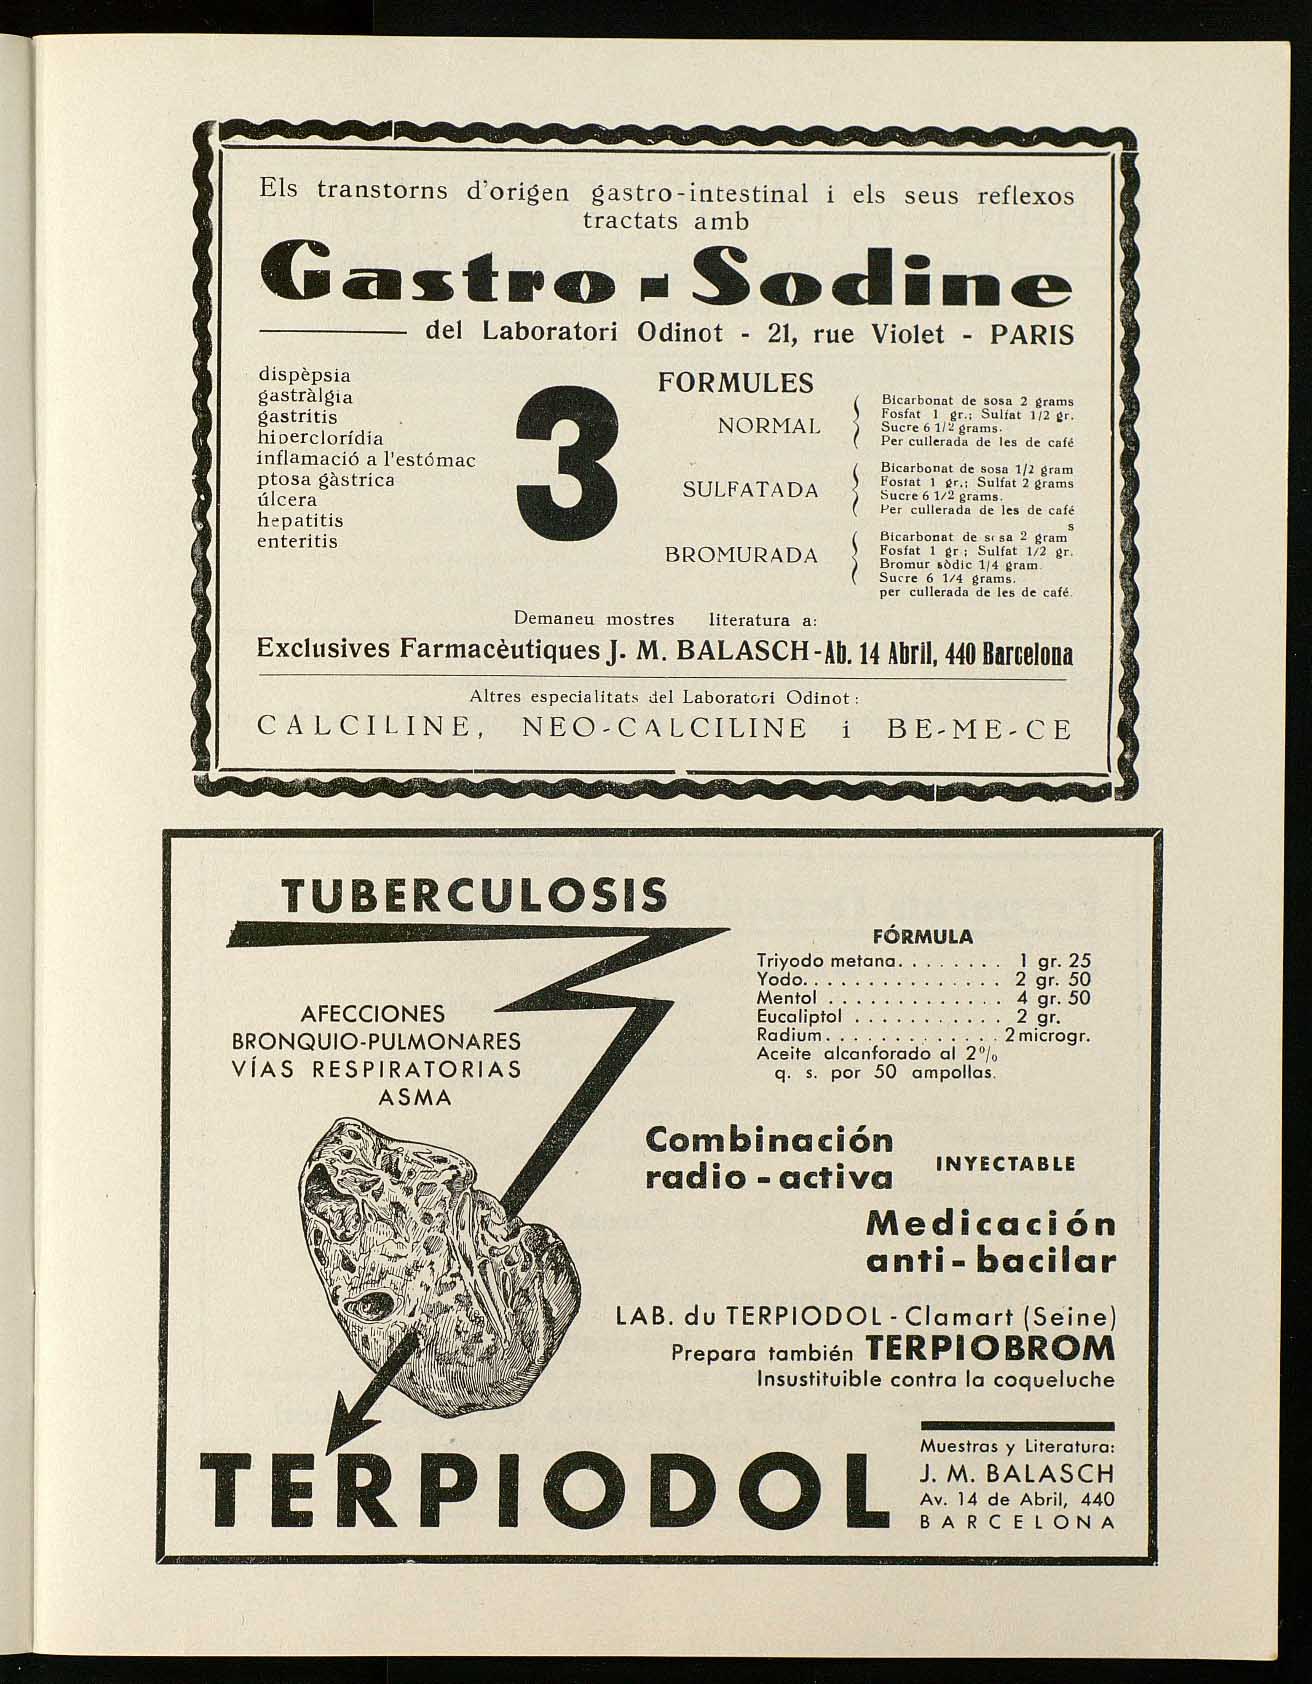 Els transtorns d'origen gastro-intestinal i els seus reflexos
tractats amb
Gastro-Sodine
del Laboratori Odinot - 21, rue Violet - PARIS
dispèpsia
gastràlgia
gastritis
hiperclorídia
inflamació a l'estómac
ptosa gàstrica
úlcera
hepatitis
enteritis
3
FORMULES
NORMAL
Bicarbonat de sosa 2 grams
Fosfat 1 gr.; Sulfat 1/2 gr.
Sucre 6 1/2 grams.
Per cullerada de les de café
SULFATADA
Bicarbonat de sosa 1/2 gram
Fosfat 1 gr.; Sulfat 2 grams
Sucre 6 1/2 grams.
Per cullerada de les de café
BROMURADA
s
Bicarbonat de sosa 2 gram
Fosfat 1 gr ; Sulfat 1/2 gr.
Bromur sòdic 1/4 gram.
Sucre 6 1/4 grams.
per cullerada de les de café.
Demaneu mostres literatura a:
Exclusives Farmacèutiques J. M. BALASCH - Ab. 14 Abril, 440 Barcelona
Altres especialitats del Laboratori Odinot:
CALCILINE, NEO-CALCILINE i BE-ME-CE
TUBERCULOSIS
AFECCIONES
BRONQUIO-PULMONARES
VÍAS RESPIRATORIAS
ASMA
FÓRMULA
Triyodo metana. . . . . . . . 1 gr. 25
Yodo. . . . . . . . . . . . . . . 2 gr. 50
Mentol . . . . . . . . . . . . . 4 gr. 50
Eucaliptol . . . . . . . . . . . 2 gr.
Radium. . . . . . . . . . . . . 2 microgr.
Aceite alcanforado al 2%
q. s. por 50 ampollas.
Combinación
radio-activa
INYECTABLE
Medicación
anti-bacilar
LAB. du TERPIODOL - Clamart (Seine)
Prepara también TERPIOBROM
Insustituible contra la coqueluche
TERPIODOL
Muestras y Literatura:
J. M. BALASCH
Av. 14 de Abril, 440
BARCELONA